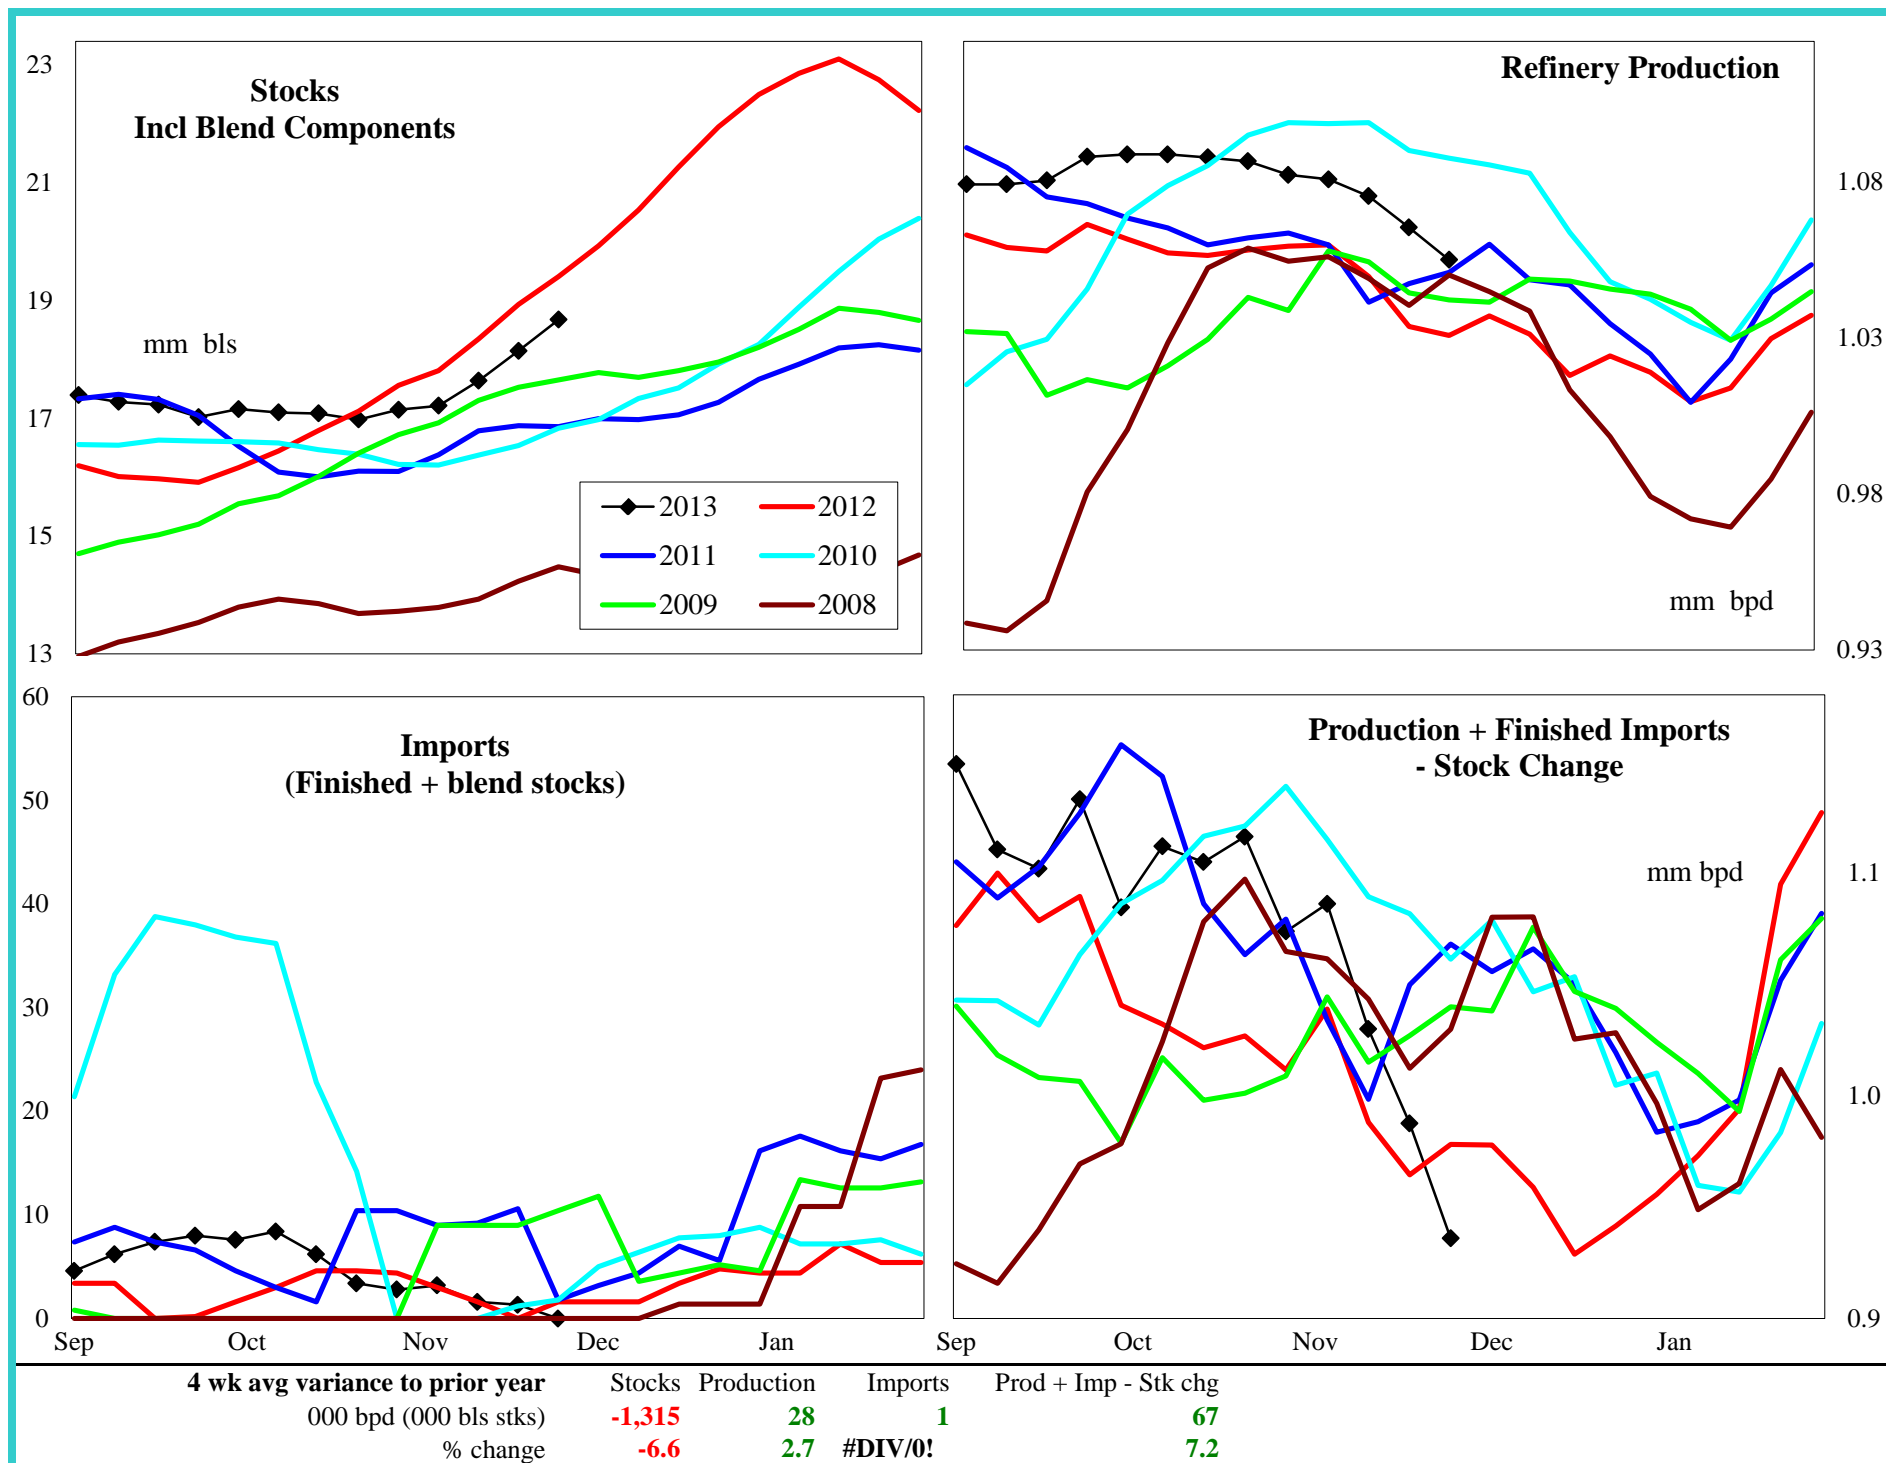 Stocks
Incl Blend Components
mm bls
23
21
19
17
15
13
2013
2012
2011
2010
2009
2008
Refinery Production
1.08
1.03
0.98
0.93
mm bpd
Imports
(Finished + blend stocks)
60
50
40
30
20
10
0
Sep Oct Nov Dec Jan
Production + Finished Imports
- Stock Change
mm bpd
1.1
1.0
0.9
Sep Oct Nov Dec Jan
4 wk avg variance to prior year Stocks Production Imports Prod + Imp - Stk chg
000 bpd (000 bls stks) -1,315 28 1 67
% change -6.6 2.7 #DIV/0! 7.2